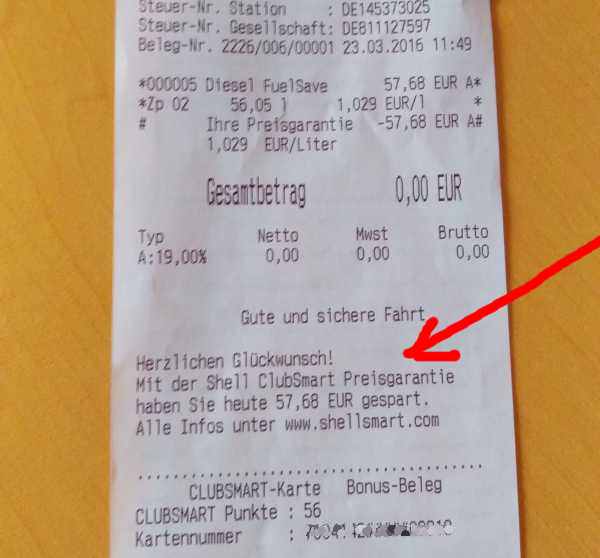 Steuer-Nr. Station : DE145373025
Steuer-Nr. Gesellschaft: DE811127597
Beleg-Nr. 2226/006/00001 23.03.2016 11:49
*000005 Diesel FuelSave 57,68 EUR A*
*Zp 02 56,05 l 1,029 EUR/l *
# Ihre Preisgarantie -57,68 EUR A#
1,029 EUR/Liter
Gesamtbetrag 0,00 EUR
Typ Netto Mwst Brutto
A:19,00% 0,00 0,00 0,00
Gute und sichere Fahrt
Herzlichen Glückwunsch!
Mit der Shell ClubSmart Preisgarantie
haben Sie heute 57,68 EUR gespart.
Alle Infos unter www.shellsmart.com
........................................
CLUBSMART-Karte Bonus-Beleg
CLUBSMART Punkte : 56
Kartennummer :